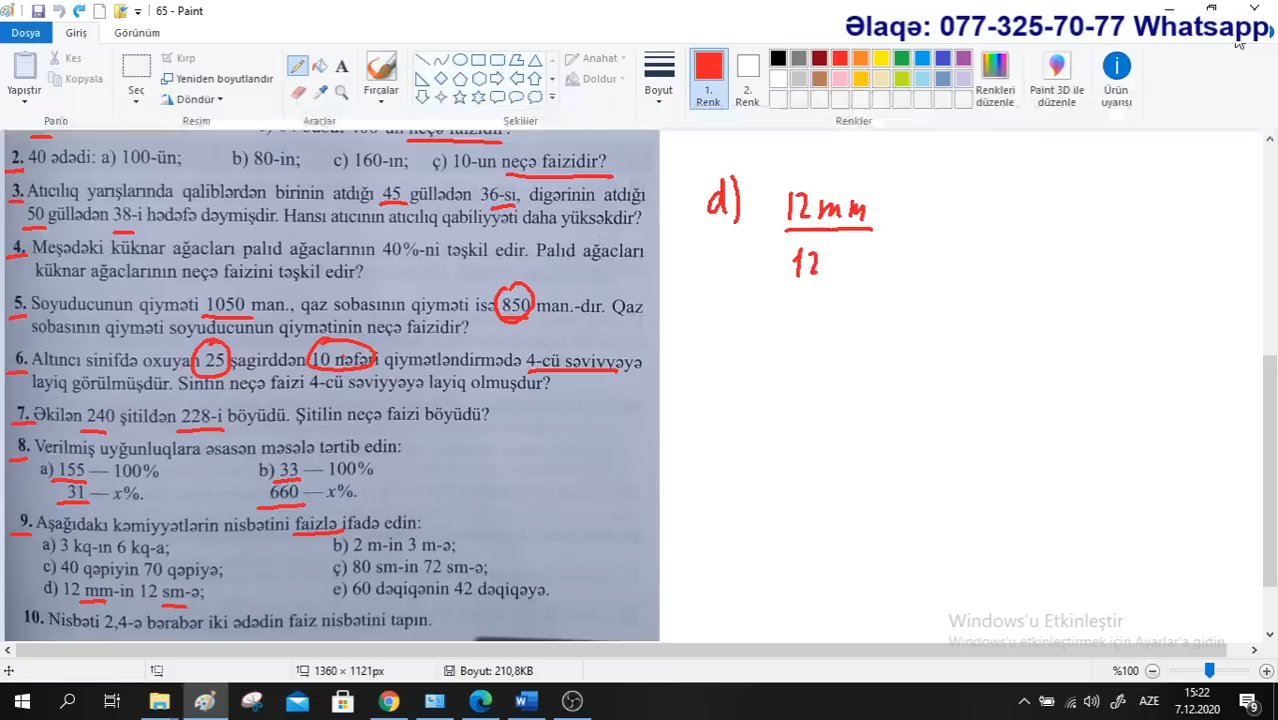 65 - Paint
Əlaqə: 077-325-70-77 Whatsapp
Dosya Giriş Görünüm
Yapıştır
Kes
Kopyala
Pano
Seç
Kırp
Yeniden boyutlandır
Döndür
Resim
A
Araçlar
Fırçalar
Anahat
Doldur
Şekiller
Boyut
1.
Renk
2.
Renk
Renkleri
düzenle
Paint 3D ile
düzenle
Ürün
uyarısı
Renkler
neçə faizidir?
2. 40 ədədi: a) 100-ün; b) 80-in; c) 160-ın; ç) 10-un neçə faizidir?
3. Atıcılıq yarışlarında qaliblərdən birinin atdığı 45 güllədən 36-sı, digərinin atdığı
50 güllədən 38-i hədəfə dəymişdir. Hansı atıcının atıcılıq qabiliyyəti daha yüksəkdir?
4. Meşədəki küknar ağacları palıd ağaclarının 40%-ni təşkil edir. Palıd ağacları
küknar ağaclarının neçə faizini təşkil edir?
5. Soyuducunun qiyməti 1050 man., qaz sobasının qiyməti isə 850 man.-dır. Qaz
sobasının qiyməti soyuducunun qiymətinin neçə faizidir?
6. Altıncı sinifdə oxuyan 25 şagirddən 10 nəfəri qiymətləndirmədə 4-cü səviyyəyə
layiq görülmüşdür. Sinfin neçə faizi 4-cü səviyyəyə layiq olmuşdur?
7. Əkilən 240 şitildən 228-i böyüdü. Şitilin neçə faizi böyüdü?
8. Verilmiş uyğunluqlara əsasən məsələ tərtib edin:
a) 155 — 100% b) 33 — 100%
31 — x%. 660 — x%.
9. Aşağıdakı kəmiyyətlərin nisbətini faizlə ifadə edin:
a) 3 kq-ın 6 kq-a; b) 2 m-in 3 m-ə;
c) 40 qəpiyin 70 qəpiyə; ç) 80 sm-in 72 sm-ə;
d) 12 mm-in 12 sm-ə; e) 60 dəqiqənin 42 dəqiqəyə.
10. Nisbəti 2,4-ə bərabər iki ədədin faiz nisbətini tapın.
d) 12mm
12
Windows'u Etkinleştir
Windows'u etkinleştirmek için Ayarlar'a gidin
1360 × 1121px
Boyut: 210,8KB
%100
AZE
15:22
7.12.2020
9